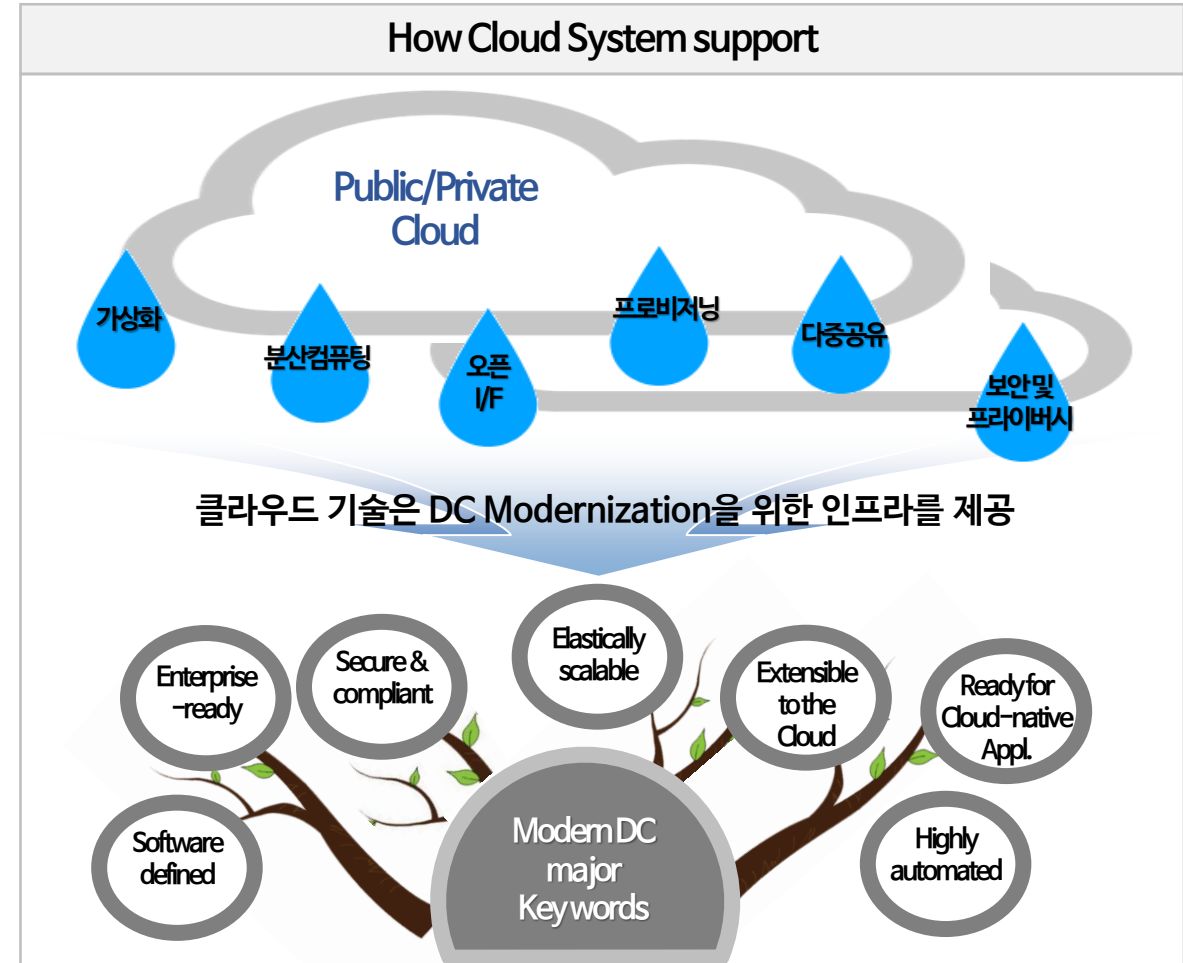 How Cloud System support
Public/Private
Cloud
가상화
분산컴퓨팅
오픈
I/F
프로비저닝
다중공유
보안 및
프라이버시
클라우드 기술은 DC Modernization을 위한 인프라를 제공
Enterprise
-ready
Secure &
compliant
Elastically
scalable
Extensible
to the
Cloud
Ready for
Cloud-native
Appl.
Software
defined
Modern DC
major
Key words
Highly
automated